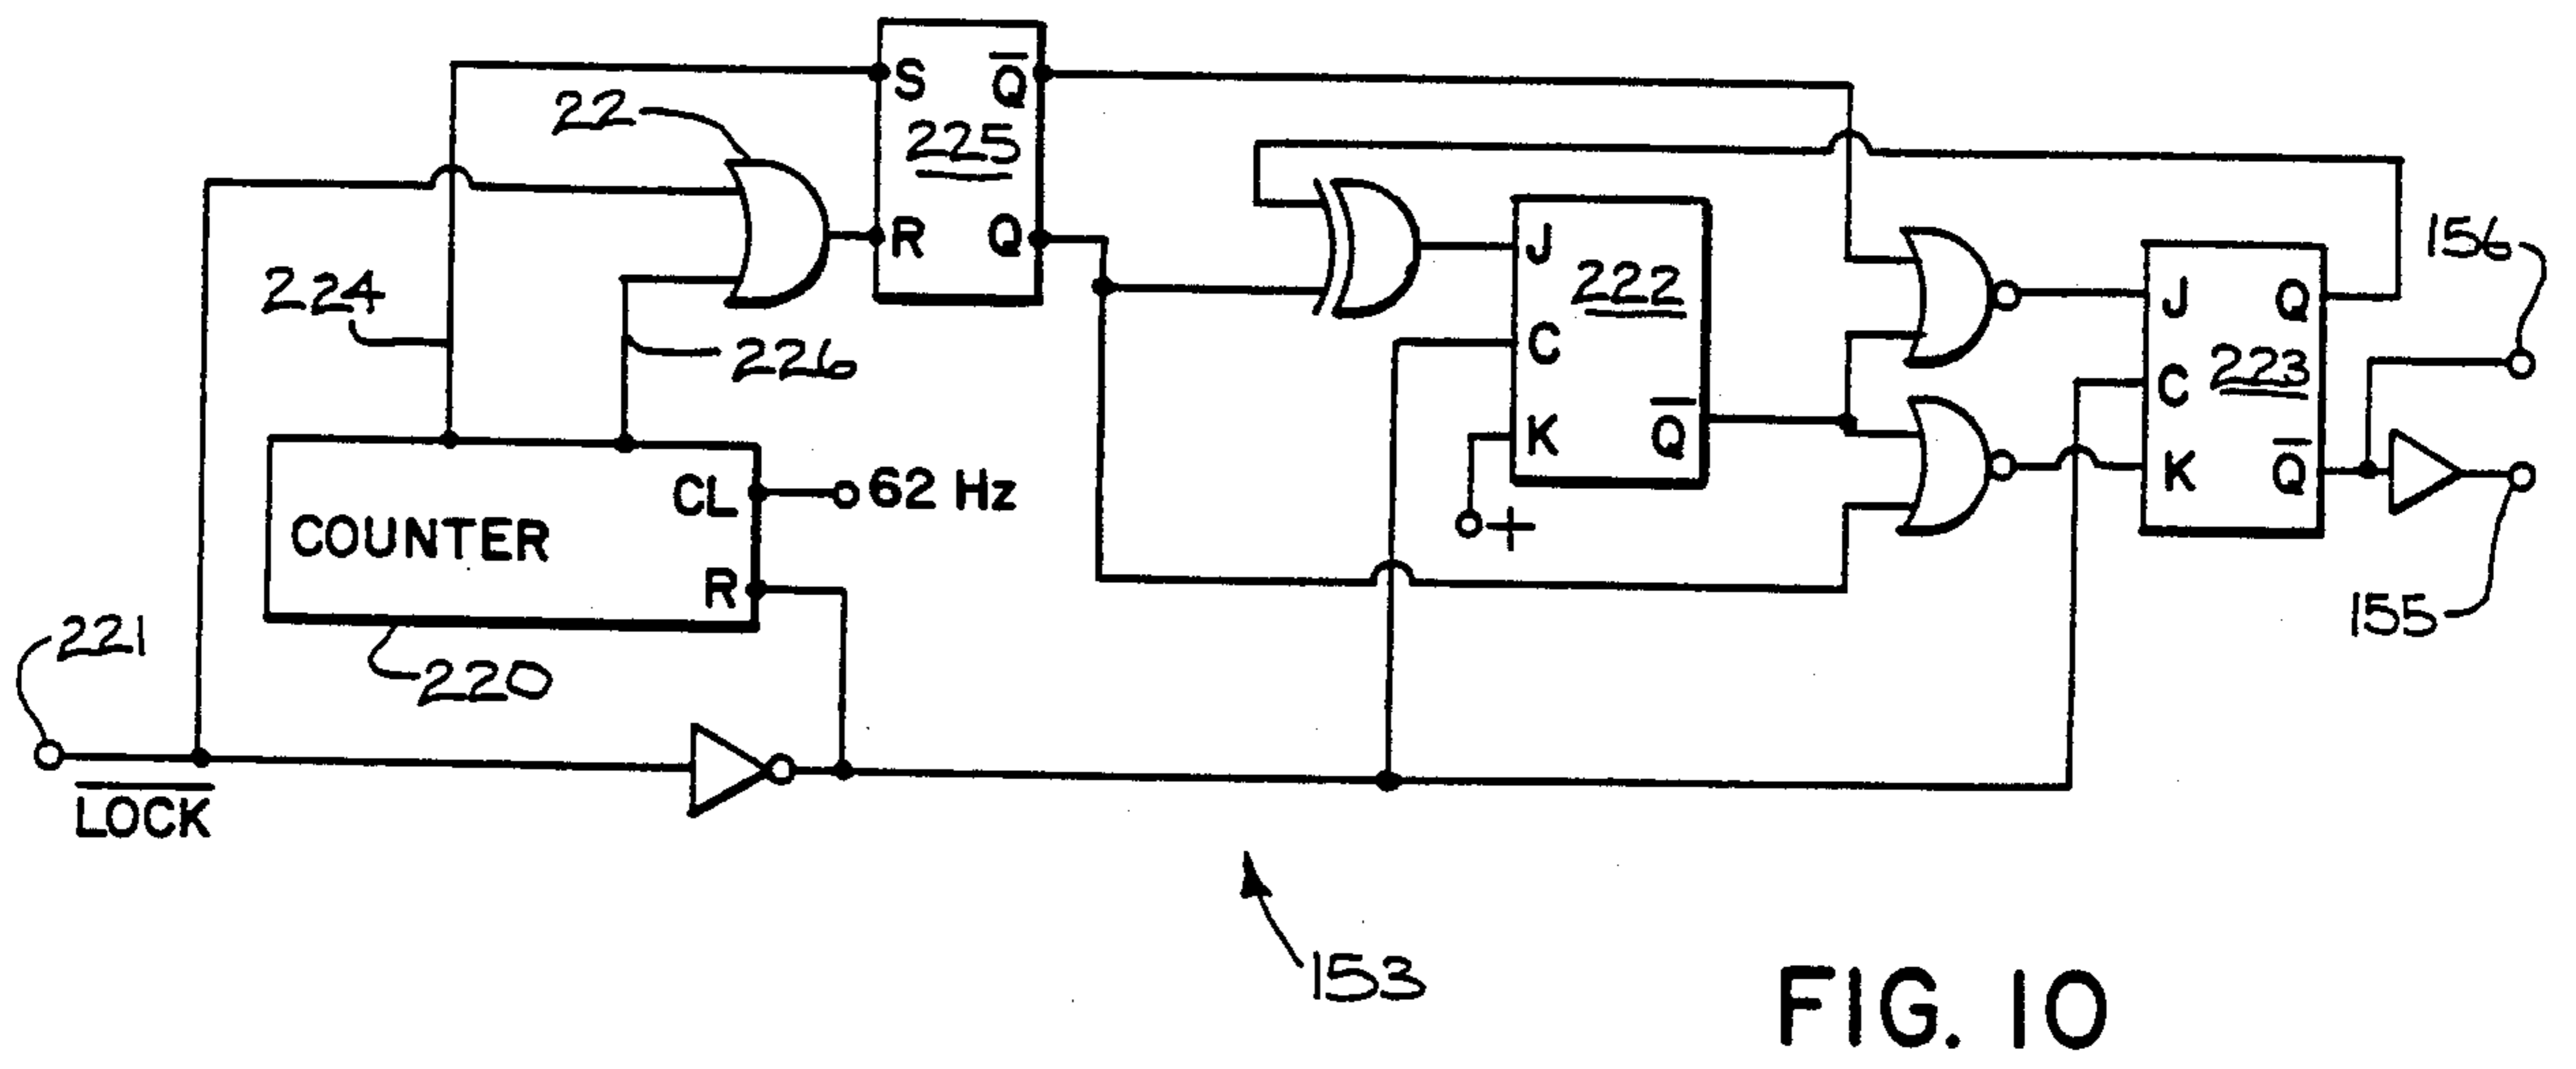 S Q
225
R Q
22
224
226
CL
62 Hz
COUNTER
R
220
221
LOCK
J
222
C
K
Q
+
J Q
223
C
K Q
156
155
153
FIG. 10